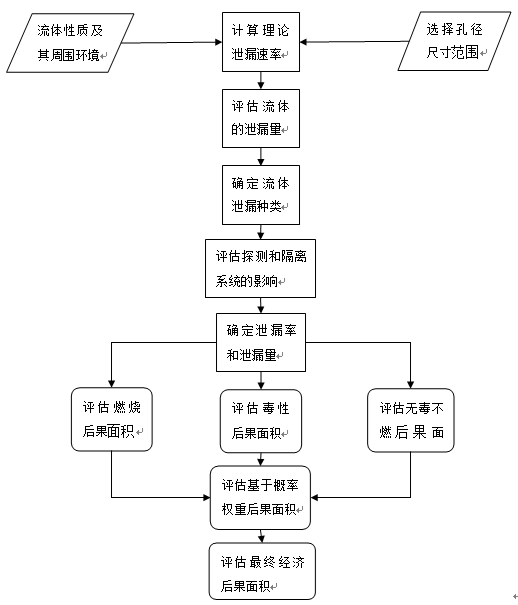 流体性质及
其周围环境
计算理论
泄漏速率
选择孔径
尺寸范围
评估流体
的泄漏量
确定流体
泄漏种类
评估探测和隔离
系统的影响
确定泄漏率
和泄漏量
评估燃烧
后果面积
评估毒性
后果面积
评估无毒不
燃后果面
评估基于概率
权重后果面积
评估最终经济
后果面积